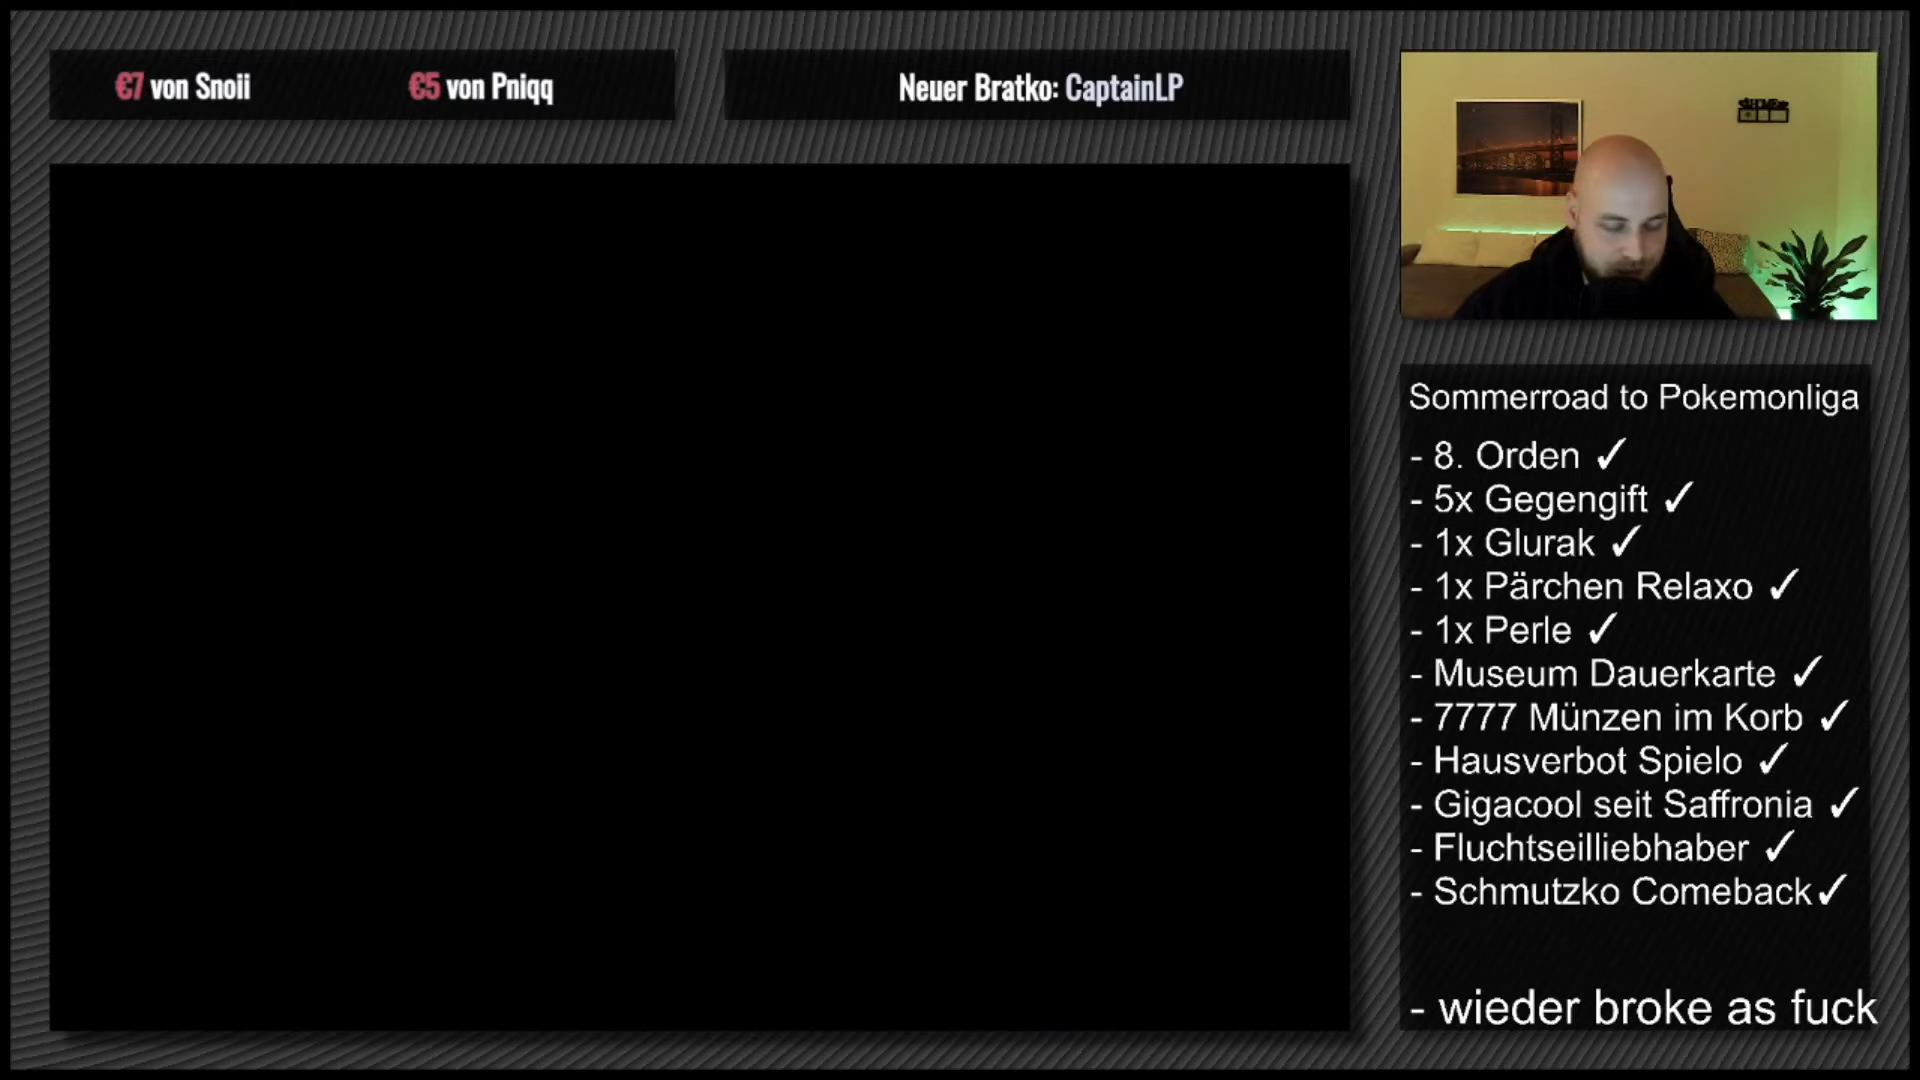 €7 von Snoii
€5 von Pniqq
Neuer Bratko: CaptainLP
Sommerroad to Pokemonliga
- 8. Orden ✓
- 5x Gegengift ✓
- 1x Glurak ✓
- 1x Pärchen Relaxo ✓
- 1x Perle ✓
- Museum Dauerkarte ✓
- 7777 Münzen im Korb ✓
- Hausverbot Spielo ✓
- Gigacool seit Saffronia ✓
- Fluchtseilliebhaber ✓
- Schmutzko Comeback✓
- wieder broke as fuck